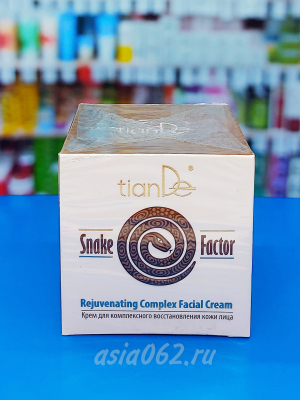 tianDe
tianDe®
Snake Factor
Rejuvenating Complex Facial Cream
Крем для комплексного восстановления кожи лица
asia062.ru